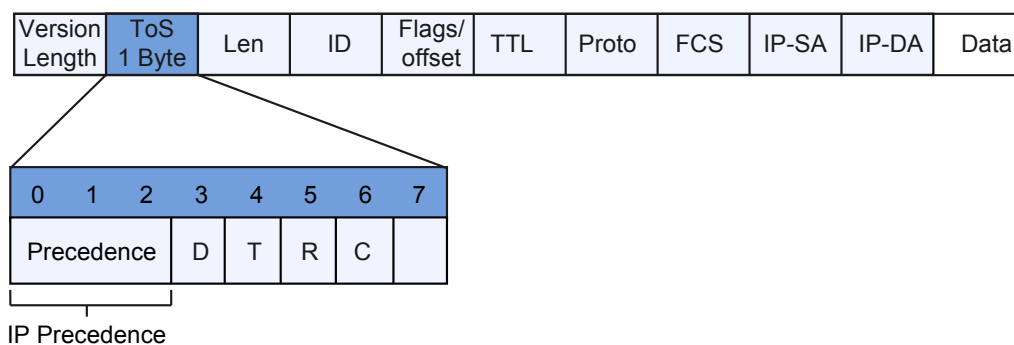 Version Length ToS 1 Byte Len ID Flags/ offset TTL Proto FCS IP-SA IP-DA Data
0 1 2 3 4 5 6 7
Precedence D T R C
IP Precedence